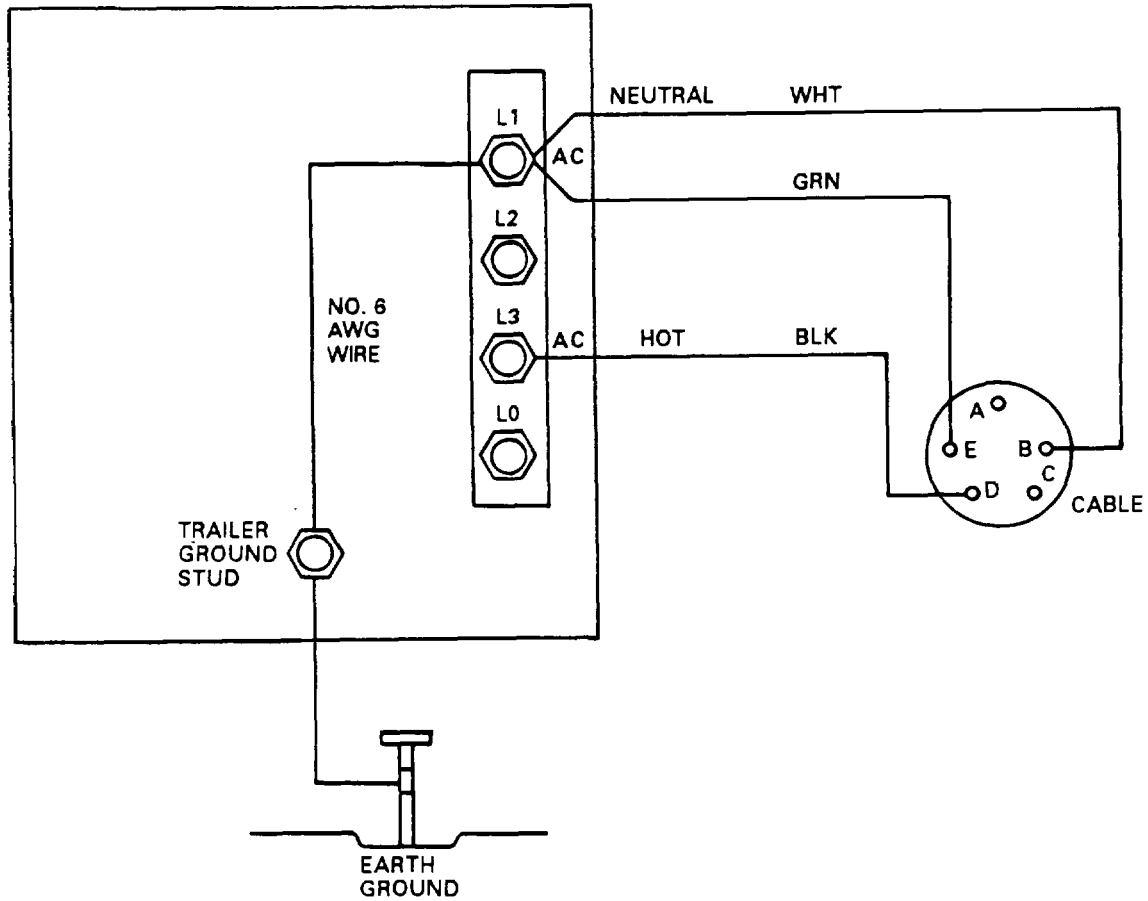 L1
NEUTRAL WHT
AC
GRN
L2
NO. 6
AWG
WIRE
L3
AC HOT BLK
L0
A
E
B
C
D
CABLE
TRAILER
GROUND
STUD
EARTH
GROUND